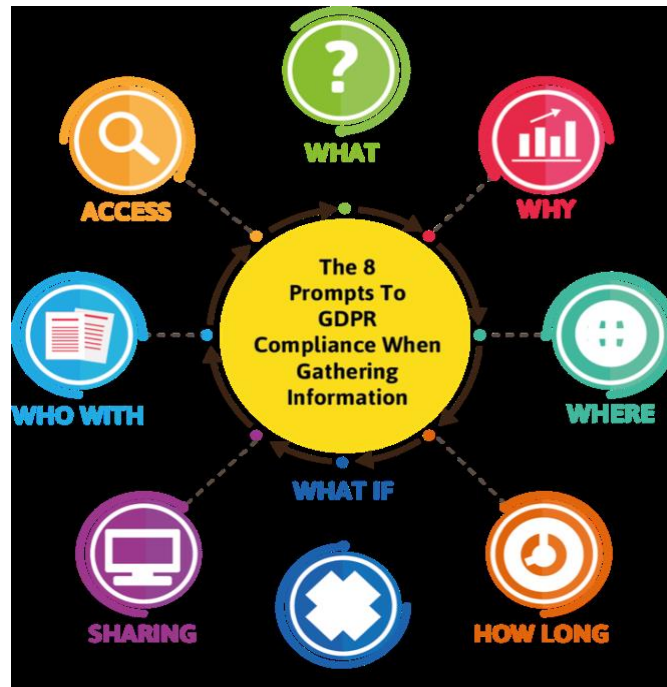 WHAT
ACCESS
WHY
The 8
Prompts To
GDPR
Compliance When
Gathering
Information
WHO WITH
WHERE
WHAT IF
SHARING
HOW LONG